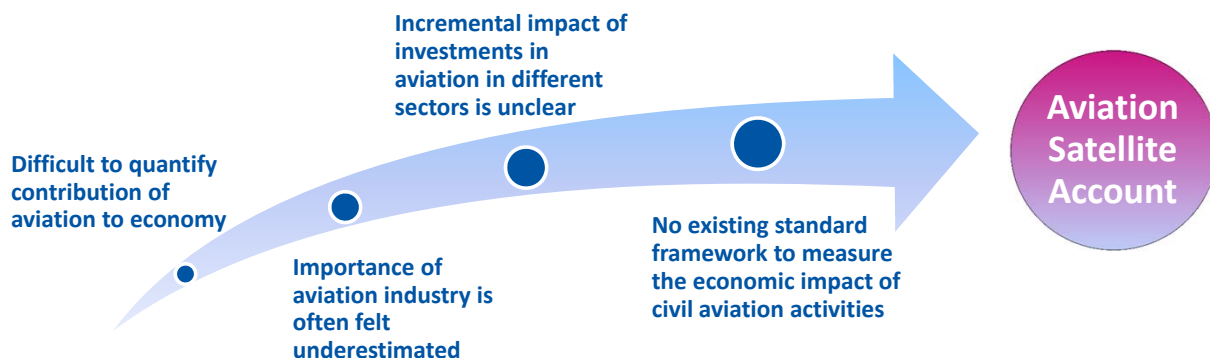 Difficult to quantify
contribution of
aviation to economy
Importance of
aviation industry is
often felt
underestimated
Incremental impact of
investments in
aviation in different
sectors is unclear
No existing standard
framework to measure
the economic impact of
civil aviation activities
Aviation
Satellite
Account